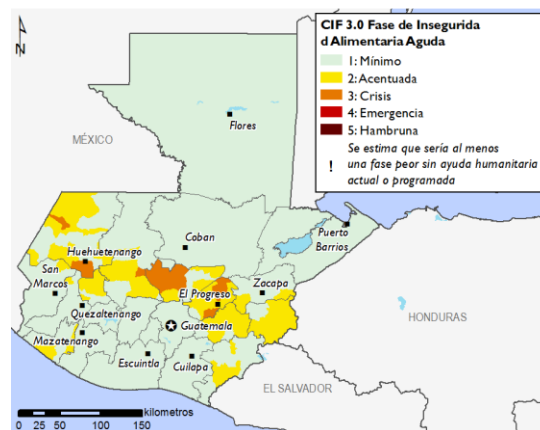 CIF 3.0 Fase de Insegurida
d Alimentaria Aguda
1: Mínimo
2: Acentuada
3: Crisis
4: Emergencia
5: Hambruna
Se estima que sería al menos
! una fase peor sin ayuda humanitaria
actual o programada
N
MÉXICO
Flores
Puerto
Barrios
Coban
Huehuetenango
San
Marcos
El Progreso
Zacapa
Quezaltenango
Guatemala
HONDURAS
Mazatenango
Escuintla
Cuilapa
EL SALVADOR
kilometros
0 25 50 100 150